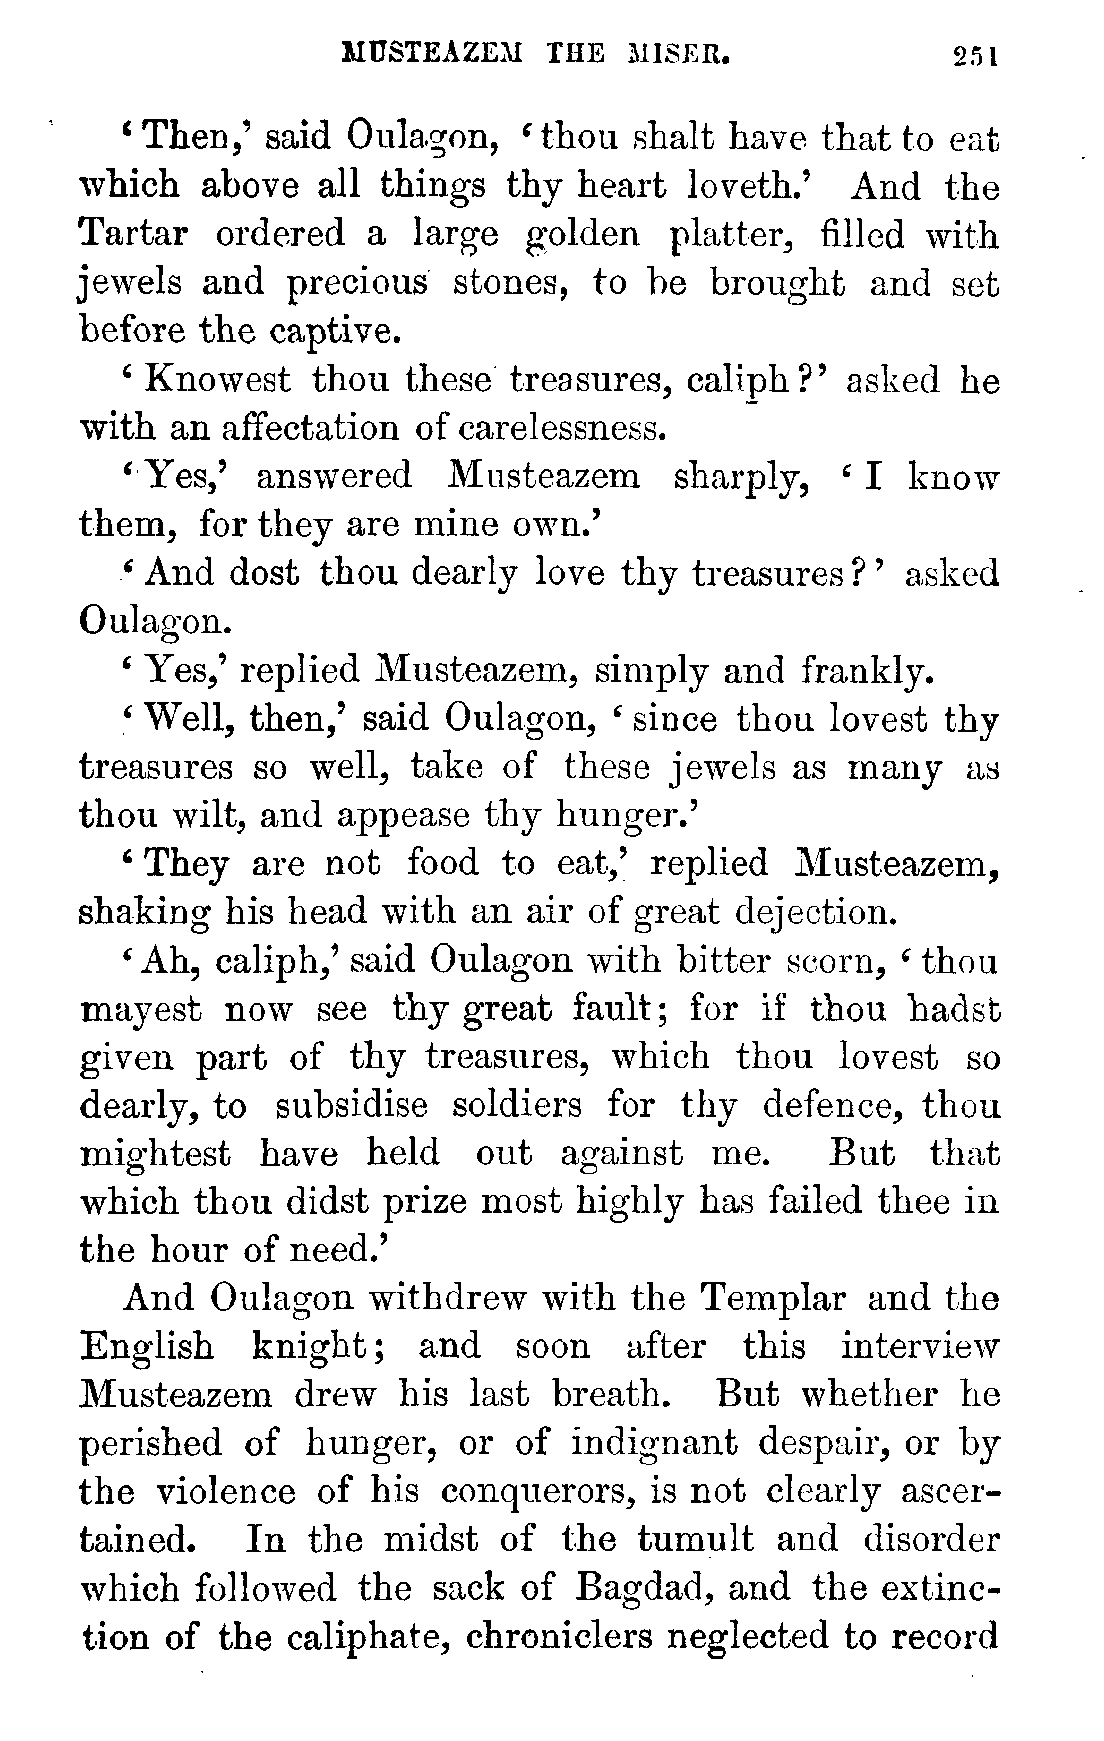 MUSTEAZEM THE MISER. 251
‘Then,’ said Oulagon, ‘thou shalt have that to eat
which above all things thy heart loveth.’ And the
Tartar ordered a large golden platter, filled with
jewels and precious stones, to be brought and set
before the captive.
‘Knowest thou these treasures, caliph?’ asked he
with an affectation of carelessness.
‘Yes,’ answered Musteazem sharply, ‘I know
them, for they are mine own.’
‘And dost thou dearly love thy treasures?’ asked
Oulagon.
‘Yes,’ replied Musteazem, simply and frankly.
‘Well, then,’ said Oulagon, ‘since thou lovest thy
treasures so well, take of these jewels as many as
thou wilt, and appease thy hunger.’
‘They are not food to eat,’ replied Musteazem,
shaking his head with an air of great dejection.
‘Ah, caliph,’ said Oulagon with bitter scorn, ‘thou
mayest now see thy great fault; for if thou hadst
given part of thy treasures, which thou lovest so
dearly, to subsidise soldiers for thy defence, thou
mightest have held out against me. But that
which thou didst prize most highly has failed thee in
the hour of need.’
And Oulagon withdrew with the Templar and the
English knight; and soon after this interview
Musteazem drew his last breath. But whether he
perished of hunger, or of indignant despair, or by
the violence of his conquerors, is not clearly ascer-
tained. In the midst of the tumult and disorder
which followed the sack of Bagdad, and the extinc-
tion of the caliphate, chroniclers neglected to record